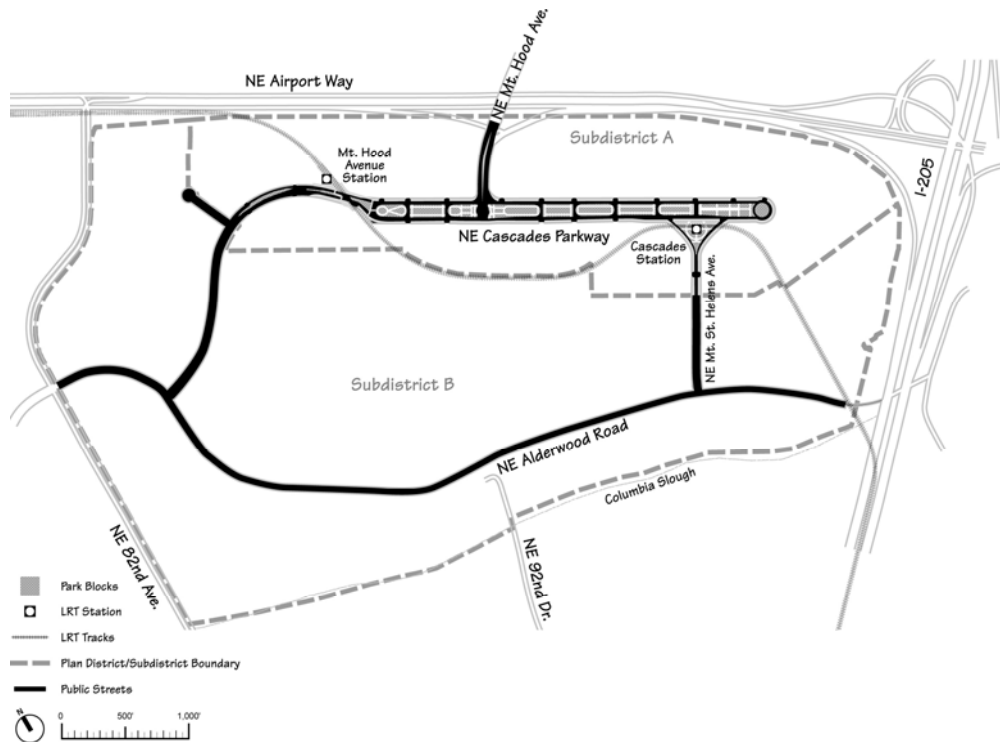 NE Mt. Hood Ave.
NE Airport Way
Subdistrict A
Mt. Hood
Avenue
Station
I-205
NE Cascades Parkway
Cascades
Station
NE Mt. St. Helens Ave.
Subdistrict B
NE Alderwood Road
Columbia Slough
NE 82nd Ave.
NE 92nd Dr.
Park Blocks
LRT Station
LRT Tracks
Plan District/Subdistrict Boundary
Public Streets
N
0 500' 1,000'